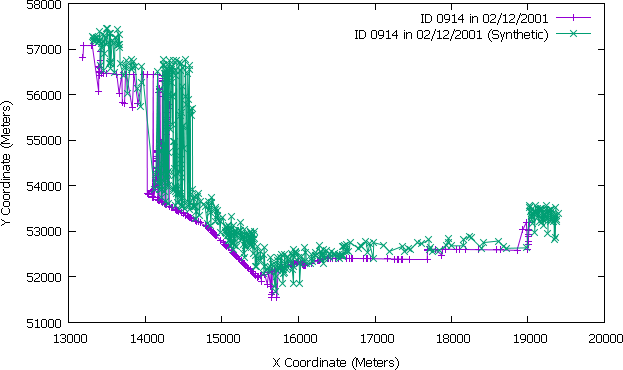 58000
57000
56000
55000
54000
53000
52000
51000
Y Coordinate (Meters)
ID 0914 in 02/12/2001
ID 0914 in 02/12/2001 (Synthetic)
13000 14000 15000 16000 17000 18000 19000 20000
X Coordinate (Meters)